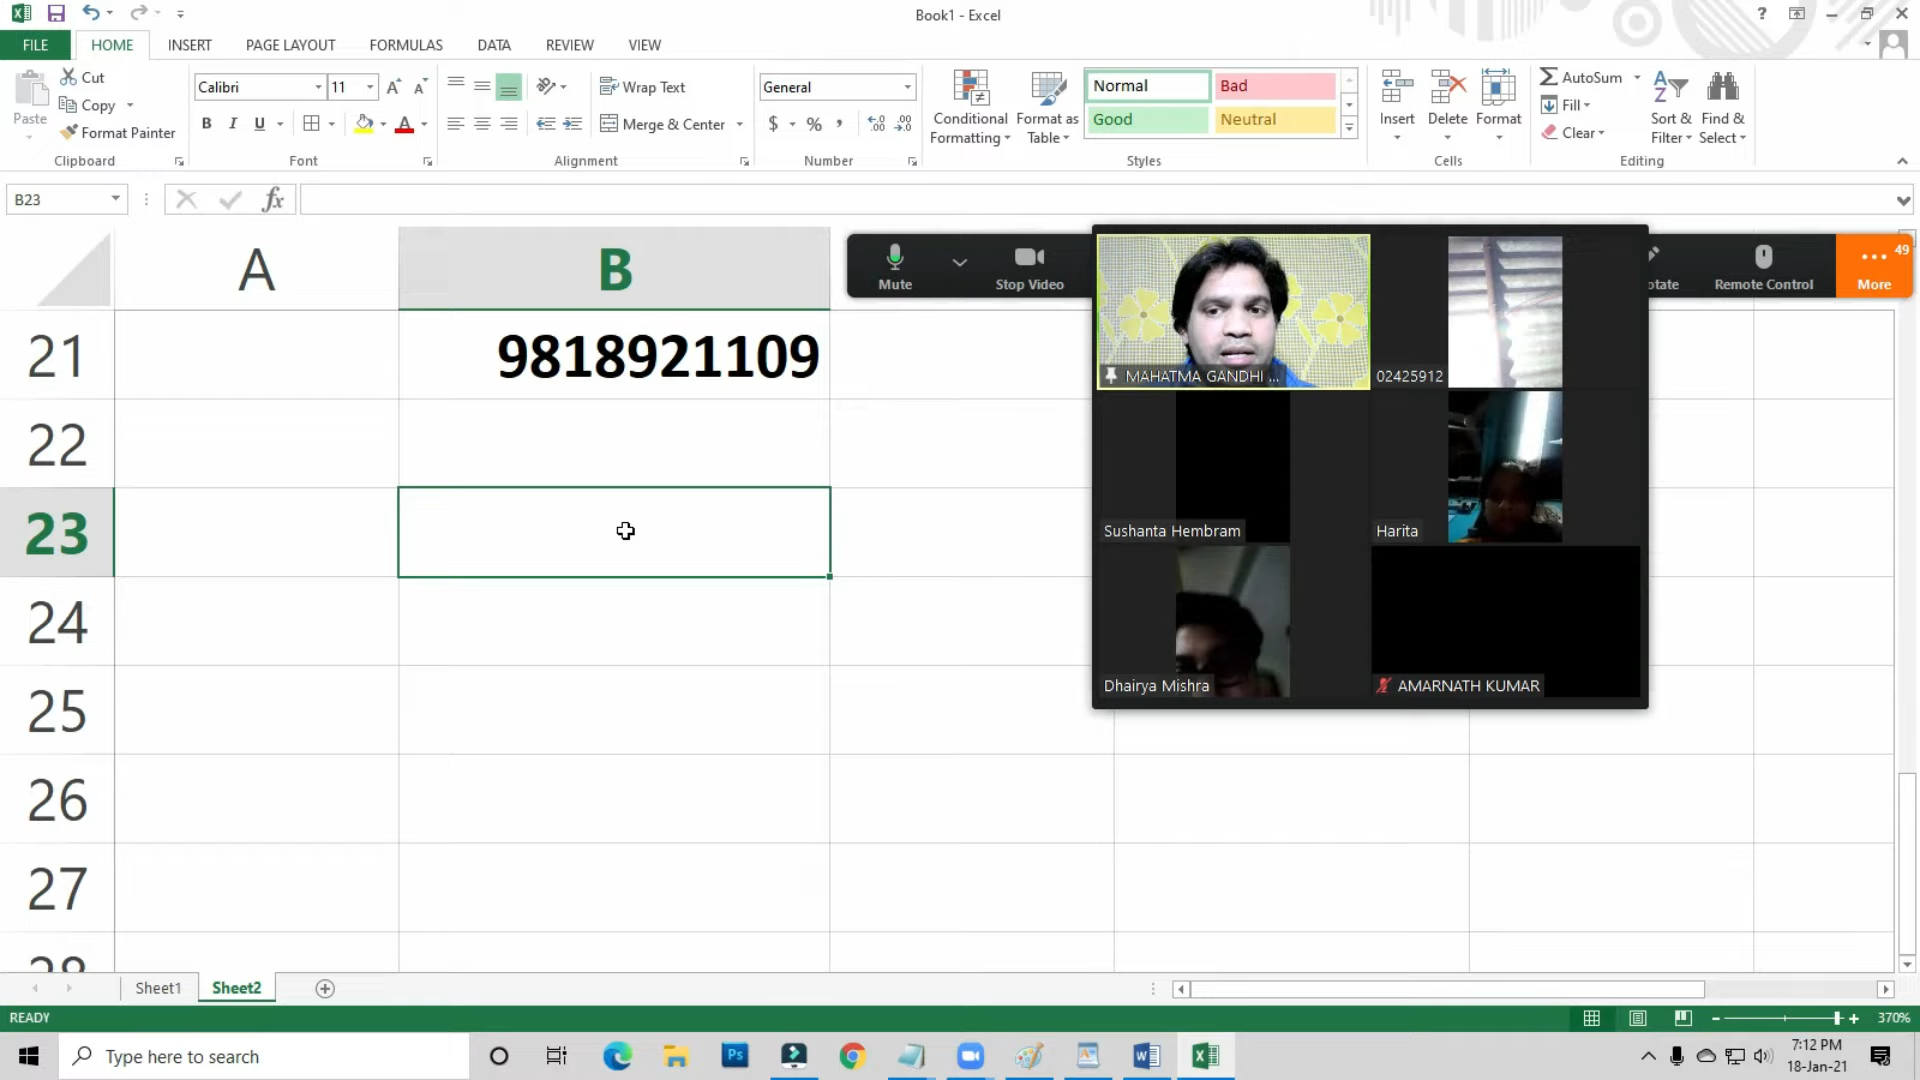 Book1 - Excel
FILE HOME INSERT PAGE LAYOUT FORMULAS DATA REVIEW VIEW
Paste
Cut
Copy
Format Painter
Clipboard
Calibri 11
B I U
Font
Wrap Text
Merge & Center
Alignment
General
$ % ,
Number
Conditional Formatting
Format as Table
Normal Bad
Good Neutral
Styles
Insert Delete Format
Cells
AutoSum
Fill
Clear
Sort & Filter
Find & Select
Editing
B23
fx
A B
Mute
Stop Video
otate
Remote Control
49
More
MAHATMA GANDHI ...
02425912
Sushanta Hembram
Harita
Dhairya Mishra
AMARNATH KUMAR
21 9818921109
22
23
24
25
26
27
28
Sheet1 Sheet2
READY
370%
Type here to search
Ps
7:12 PM
18-Jan-21